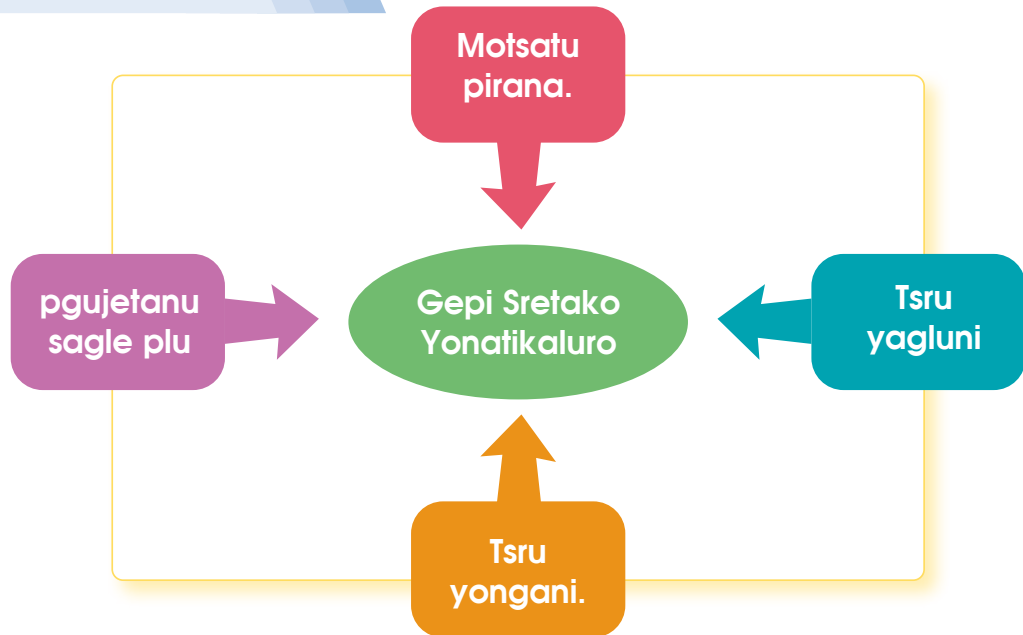 Motsatu
pirana.
pgujetanu
sagle plu
Gepi Sretako
Yonatikaluro
Tsru
yagluni
Tsru
yongani.